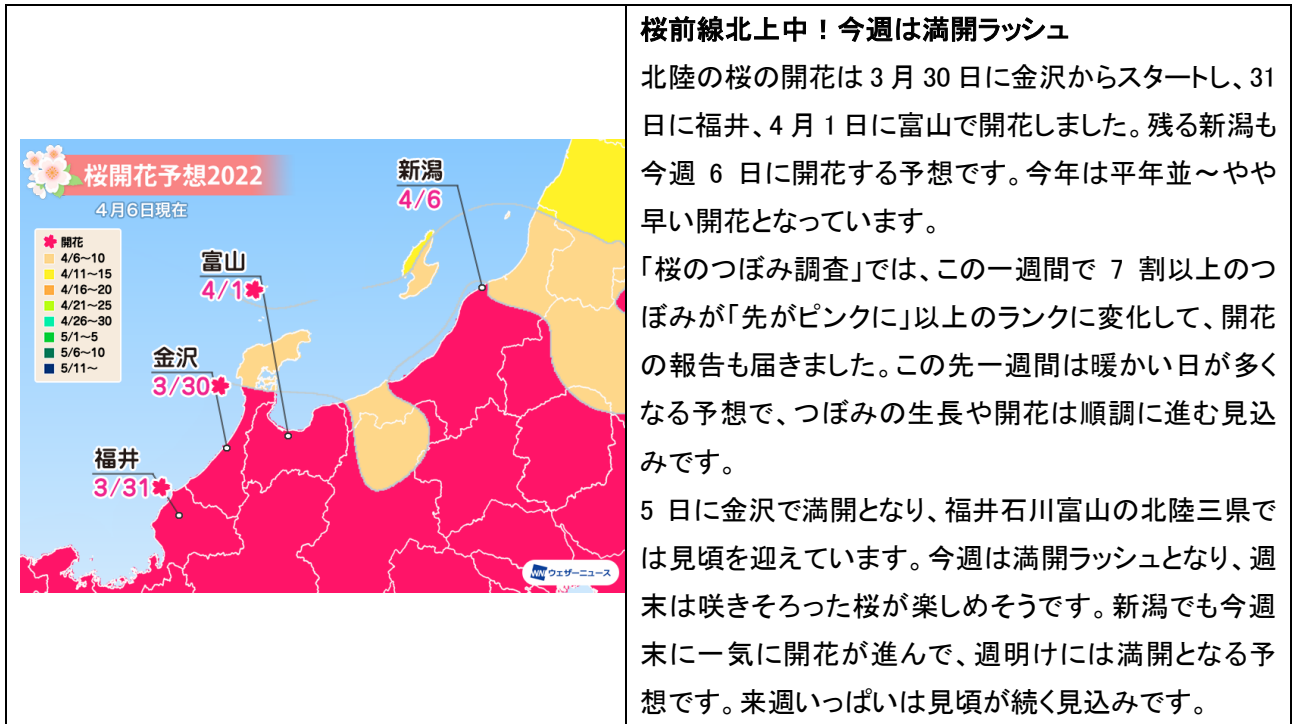 桜開花予想2022
4月6日現在
開花
4/6～10
4/11～15
4/16～20
4/21～25
4/26～30
5/1～5
5/6～10
5/11～
新潟
4/6
富山
4/1
金沢
3/30
福井
3/31
WNI ウェザーニュース
桜前線北上中！今週は満開ラッシュ
北陸の桜の開花は 3 月 30 日に金沢からスタートし、31
日に福井、4 月 1 日に富山で開花しました。残る新潟も
今週 6 日に開花する予想です。今年は平年並～やや
早い開花となっています。
「桜のつぼみ調査」では、この一週間で 7 割以上のつ
ぼみが「先がピンクに」以上のランクに変化して、開花
の報告も届きました。この先一週間は暖かい日が多く
なる予想で、つぼみの生長や開花は順調に進む見込
みです。
5 日に金沢で満開となり、福井石川富山の北陸三県で
は見頃を迎えています。今週は満開ラッシュとなり、週
末は咲きそろった桜が楽しめそうです。新潟でも今週
末に一気に開花が進んで、週明けには満開となる予
想です。来週いっぱいは見頃が続く見込みです。